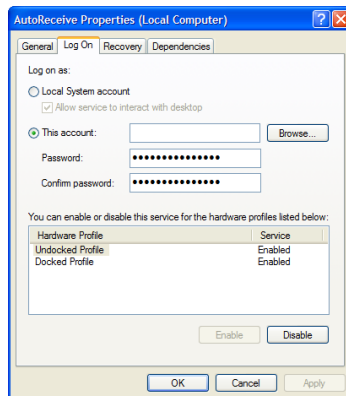 AutoReceive Properties (Local Computer)
General Log On Recovery Dependencies
Log on as:
Local System account
Allow service to interact with desktop
This account: Browse...
Password: •••••••••••••••
Confirm password: •••••••••••••••
You can enable or disable this service for the hardware profiles listed below:
Hardware Profile Service
Undocked Profile Enabled
Docked Profile Enabled
Enable Disable
OK Cancel Apply